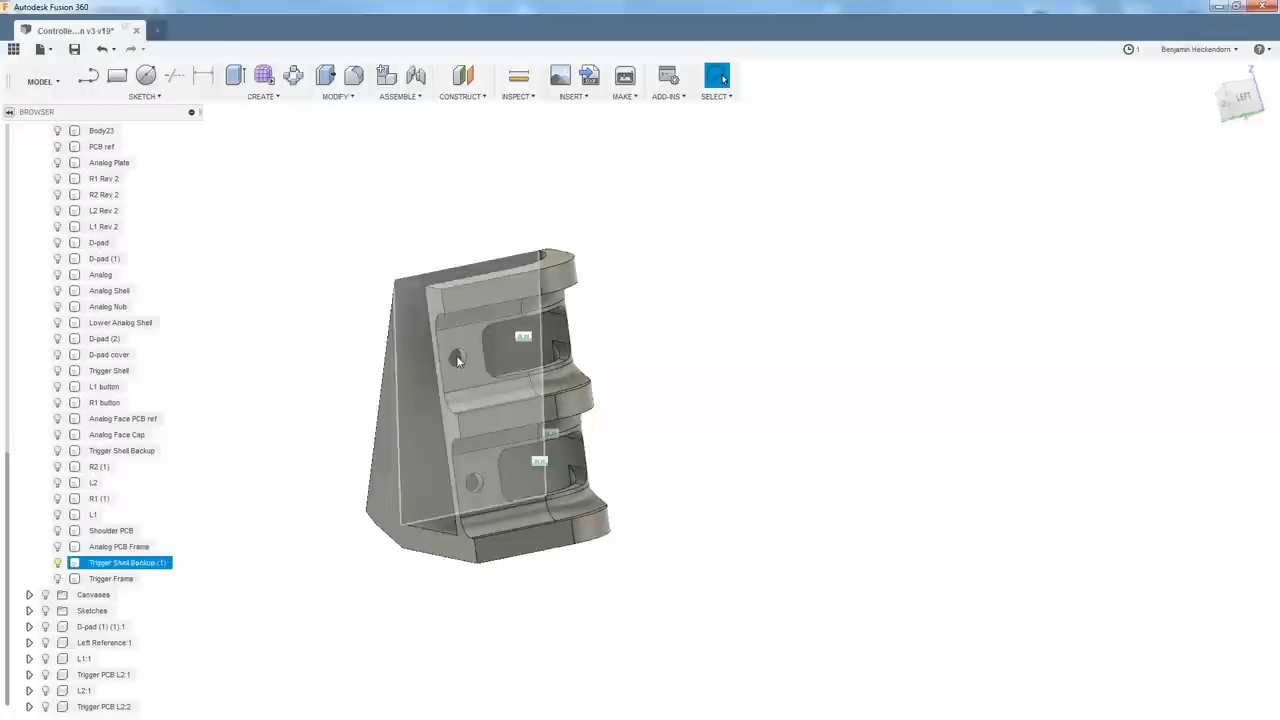 Autodesk Fusion 360
Controlle...n v3 v19*
1 Benjamin Heckendorn
MODEL
SKETCH CREATE MODIFY ASSEMBLE CONSTRUCT INSPECT INSERT MAKE ADD-INS SELECT
BROWSER
Z
LEFT
Body23
PCB ref
Analog Plate
R1 Rev 2
R2 Rev 2
L2 Rev 2
L1 Rev 2
D-pad
D-pad (1)
Analog
Analog Shell
Analog Nub
Lower Analog Shell
D-pad (2)
D-pad cover
Trigger Shell
L1 button
R1 button
Analog Face PCB ref
Analog Face Cap
Trigger Shell Backup
R2 (1)
L2
R1 (1)
L1
Shoulder PCB
Analog PCB Frame
Trigger Shell Backup (1)
Trigger Frame
Canvases
Sketches
D-pad (1) (1):1
Left Reference:1
L1:1
Trigger PCB L2:1
L2:1
Trigger PCB L2:2